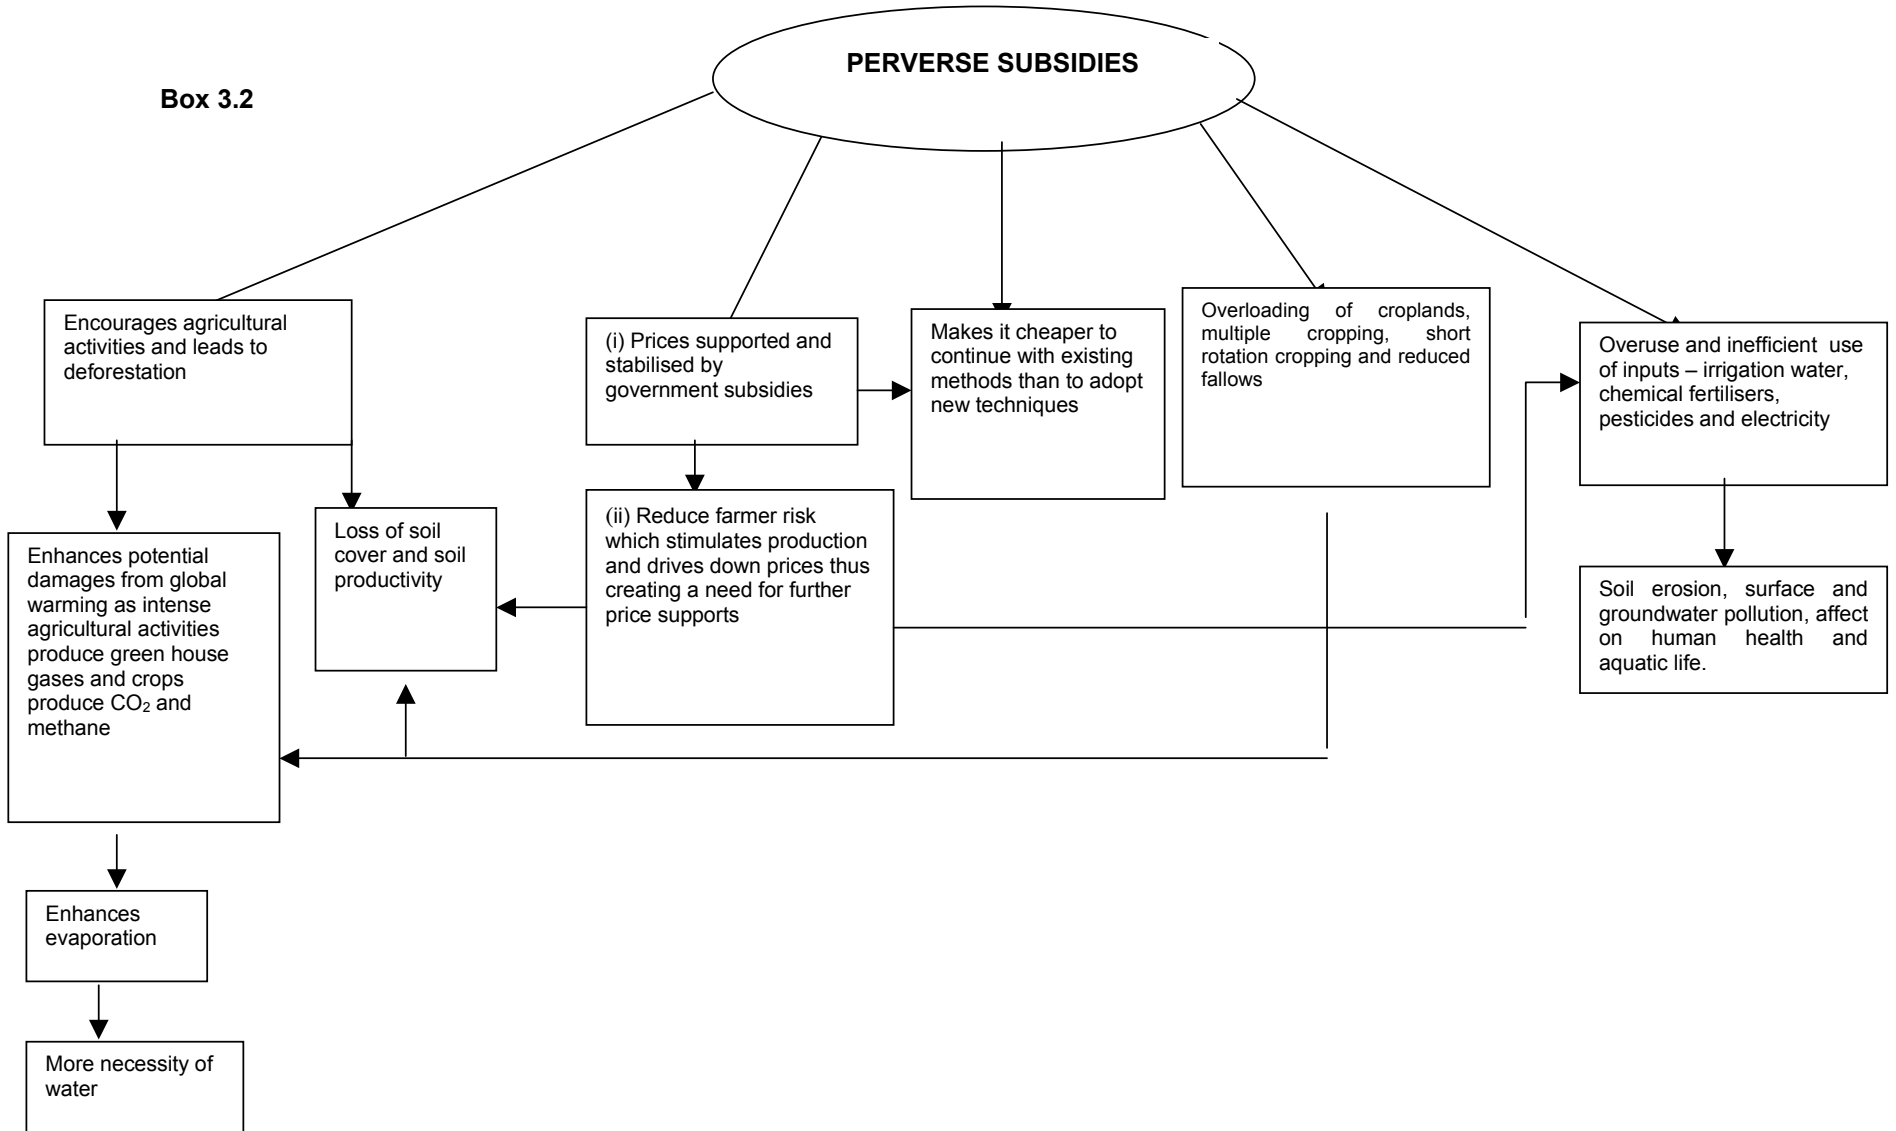 PERVERSE SUBSIDIES
Box 3.2
Encourages agricultural
activities and leads to
deforestation
(i) Prices supported and
stabilised by
government subsidies
Makes it cheaper to
continue with existing
methods than to adopt
new techniques
Overloading of croplands,
multiple cropping, short
rotation cropping and reduced
fallows
Overuse and inefficient use
of inputs – irrigation water,
chemical fertilisers,
pesticides and electricity
Enhances potential
damages from global
warming as intense
agricultural activities
produce green house
gases and crops
produce CO₂ and
methane
Loss of soil
cover and soil
productivity
(ii) Reduce farmer risk
which stimulates production
and drives down prices thus
creating a need for further
price supports
Soil erosion, surface and
groundwater pollution, affect
on human health and
aquatic life.
Enhances
evaporation
More necessity of
water